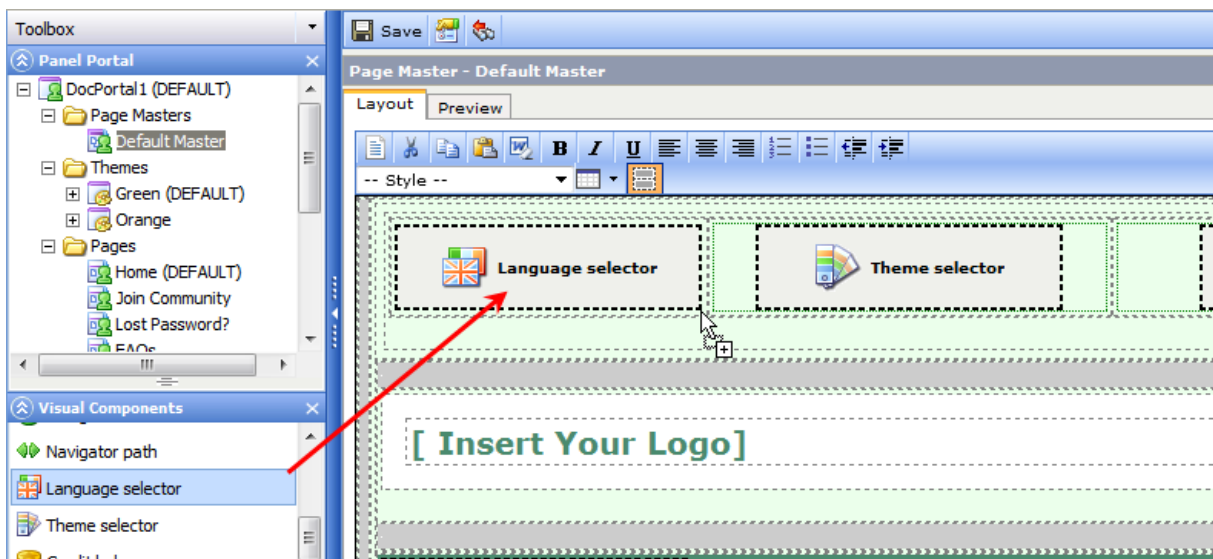 Toolbox
Panel Portal
DocPortal1 (DEFAULT)
Page Masters
Default Master
Themes
Green (DEFAULT)
Orange
Pages
Home (DEFAULT)
Join Community
Lost Password?
FAQs
Visual Components
Navigator path
Language selector
Theme selector
Save
Page Master - Default Master
Layout Preview
B I U
-- Style --
Language selector Theme selector
[ Insert Your Logo]